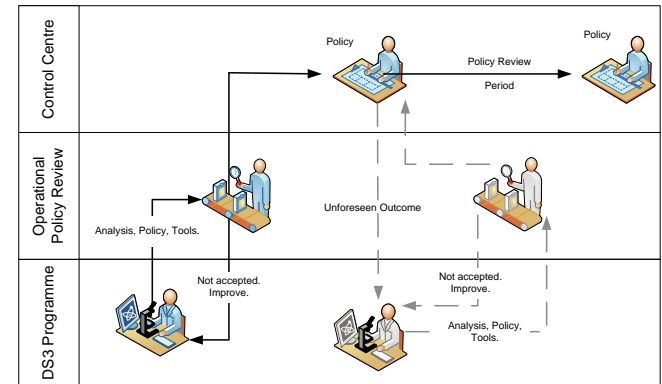 Control Centre
Policy
Policy Review
Period
Policy
Operational
Policy Review
Analysis, Policy, Tools.
Unforeseen Outcome
DS3 Programme
Not accepted.
Improve.
Not accepted.
Improve.
Analysis, Policy,
Tools.